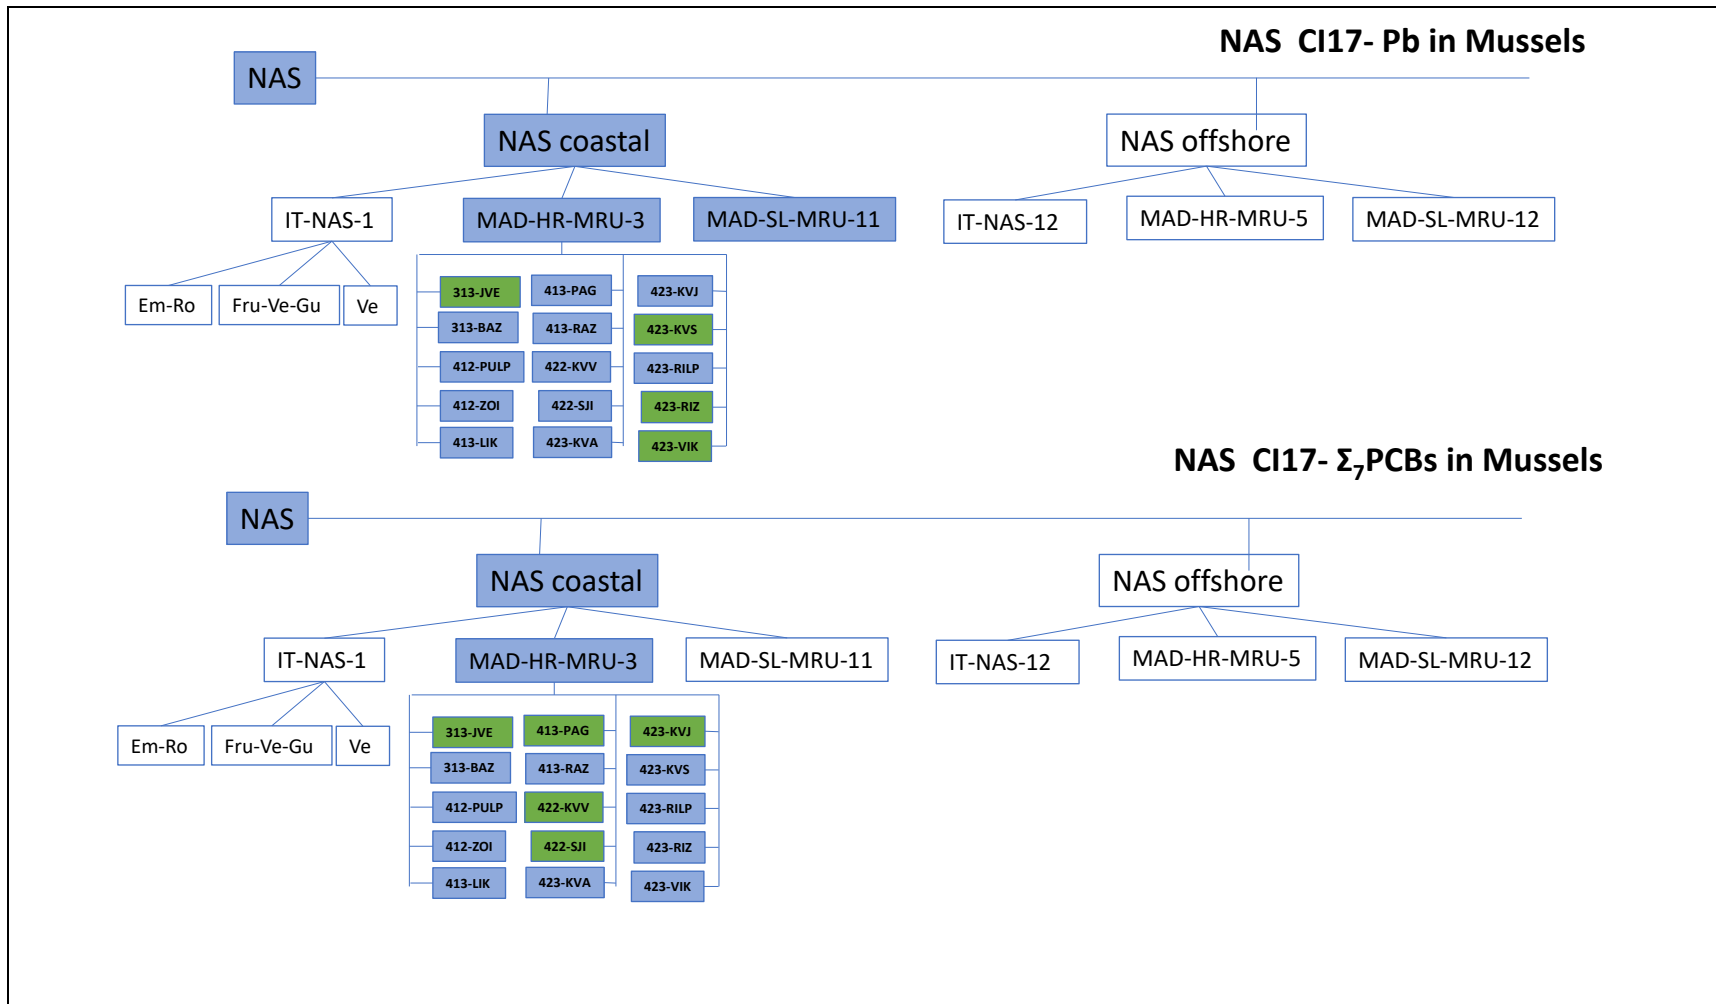 NAS CI17- Pb in Mussels
NAS
NAS coastal
NAS offshore
IT-NAS-1
MAD-HR-MRU-3
MAD-SL-MRU-11
IT-NAS-12
MAD-HR-MRU-5
MAD-SL-MRU-12
Em-Ro
Fru-Ve-Gu
Ve
313-JVE
413-PAG
423-KVJ
313-BAZ
413-RAZ
423-KVS
412-PULP
422-KVV
423-RILP
412-ZOI
422-SJI
423-RIZ
413-LIK
423-KVA
423-VIK
NAS CI17- Σ₇PCBs in Mussels
NAS
NAS coastal
NAS offshore
IT-NAS-1
MAD-HR-MRU-3
MAD-SL-MRU-11
IT-NAS-12
MAD-HR-MRU-5
MAD-SL-MRU-12
Em-Ro
Fru-Ve-Gu
Ve
313-JVE
413-PAG
423-KVJ
313-BAZ
413-RAZ
423-KVS
412-PULP
422-KVV
423-RILP
412-ZOI
422-SJI
423-RIZ
413-LIK
423-KVA
423-VIK